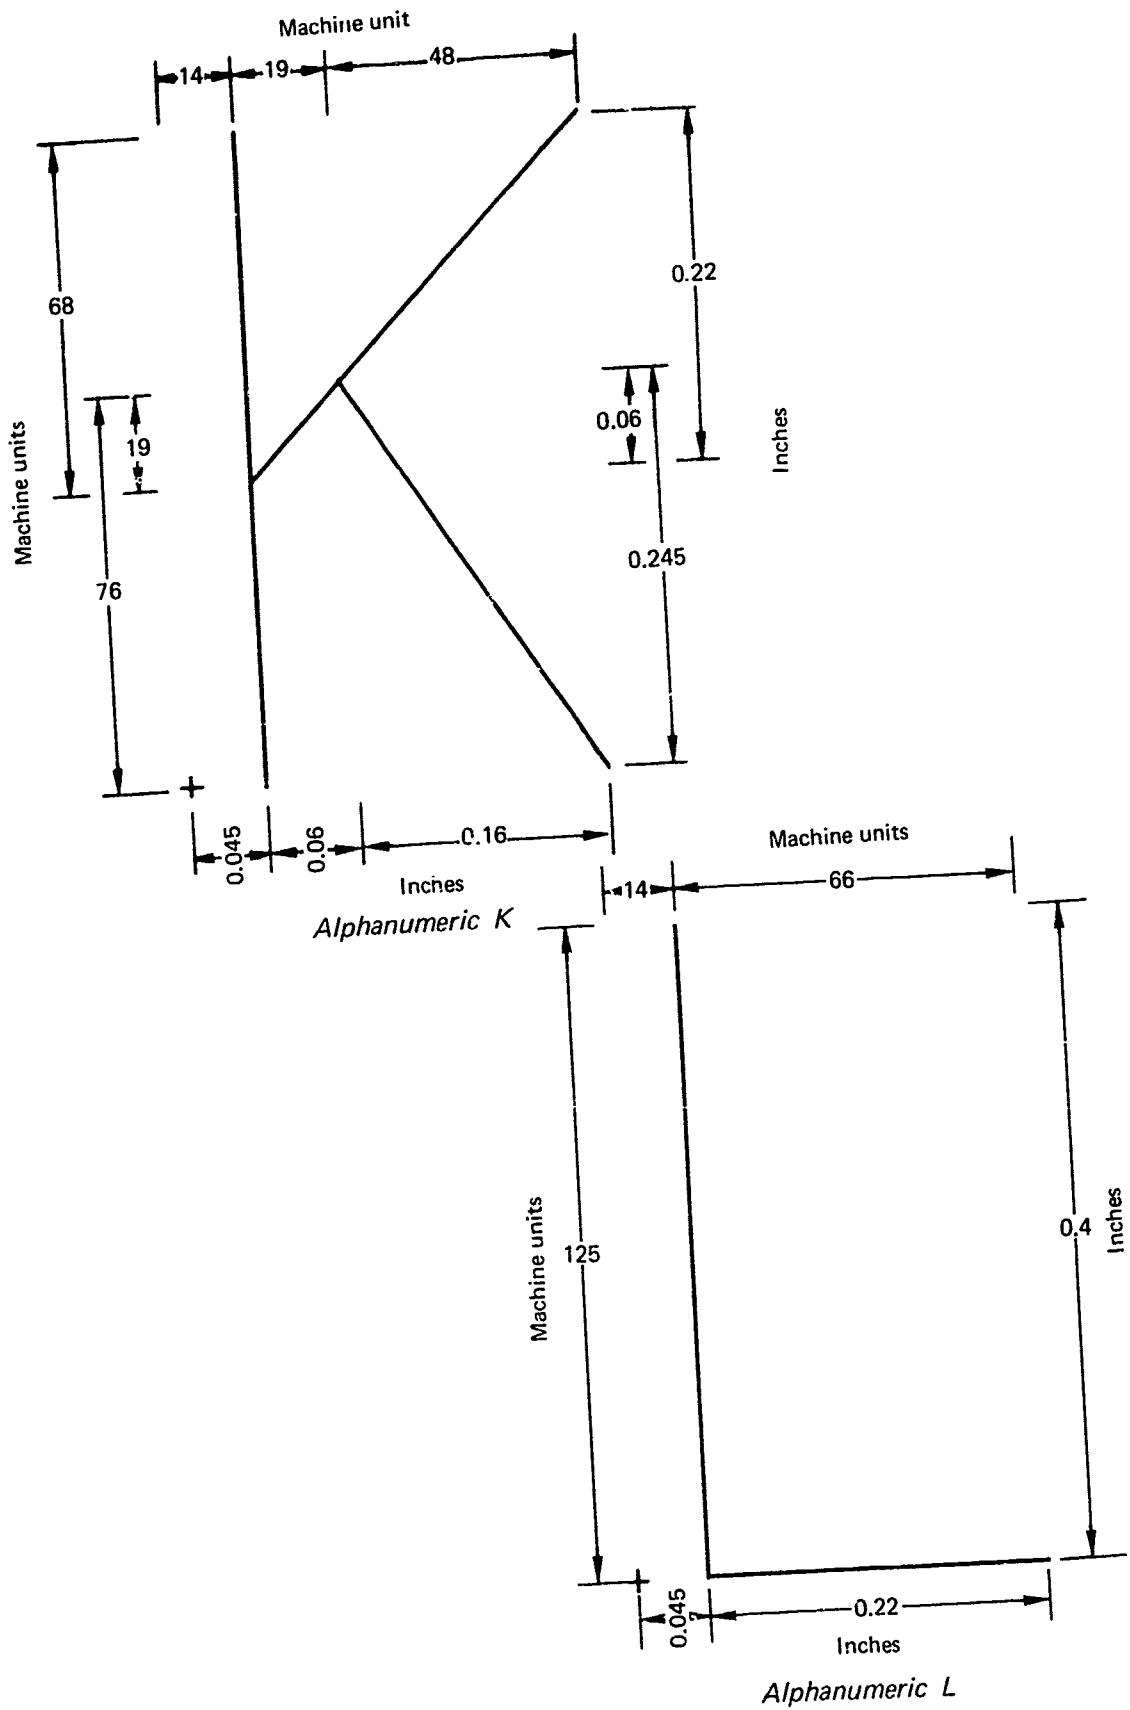 Machine unit
14 19 48
68
0.22
Machine units
19
0.06
Inches
76
0.245
0.045 0.06 0.16
Inches
Alphanumeric K
Machine units
14 66
Machine units
125
0.4
Inches
0.045 0.22
Inches
Alphanumeric L